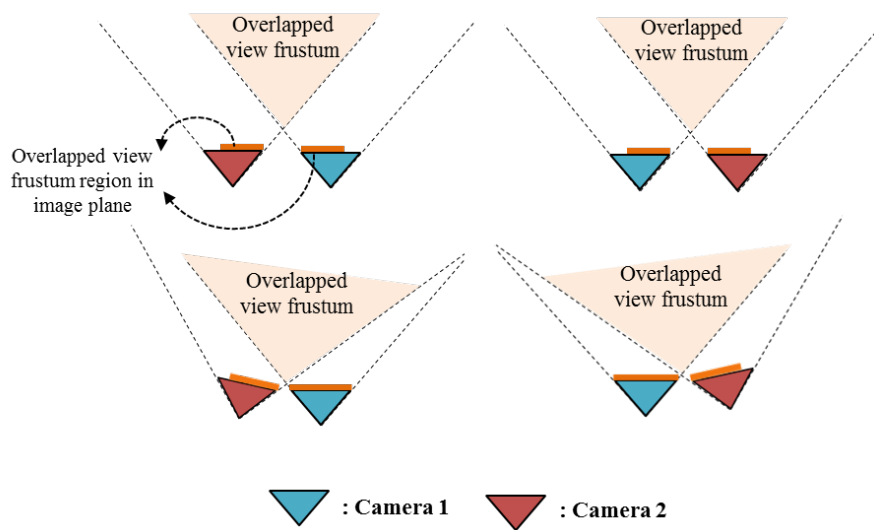 Overlapped
view frustum
Overlapped
view frustum
Overlapped view
frustum region in
image plane
Overlapped
view frustum
Overlapped
view frustum
: Camera 1
: Camera 2